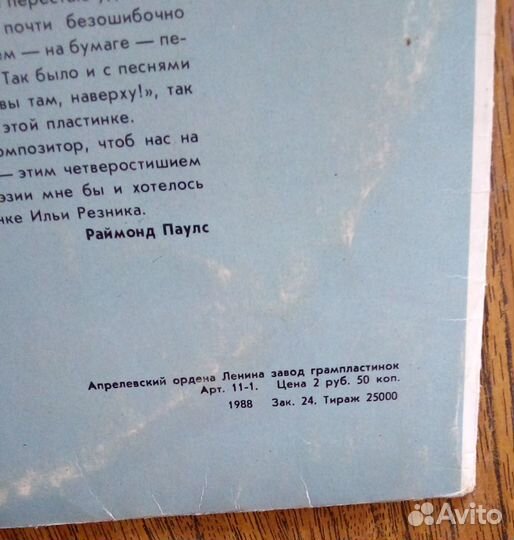 почти безошибочно
ем — на бумаге — пе-
Так было и с песнями
вы там, наверху!», так
этой пластинке.
омпозитор, чтоб нас на
— этим четверостишием
эзии мне бы и хотелось
нке Ильи Резника.
Раймонд Паулс
Апрелевский ордена Ленина завод грампластинок
Арт. 11-1. Цена 2 руб. 50 коп.
1988 Зак. 24. Тираж 25000
Avito